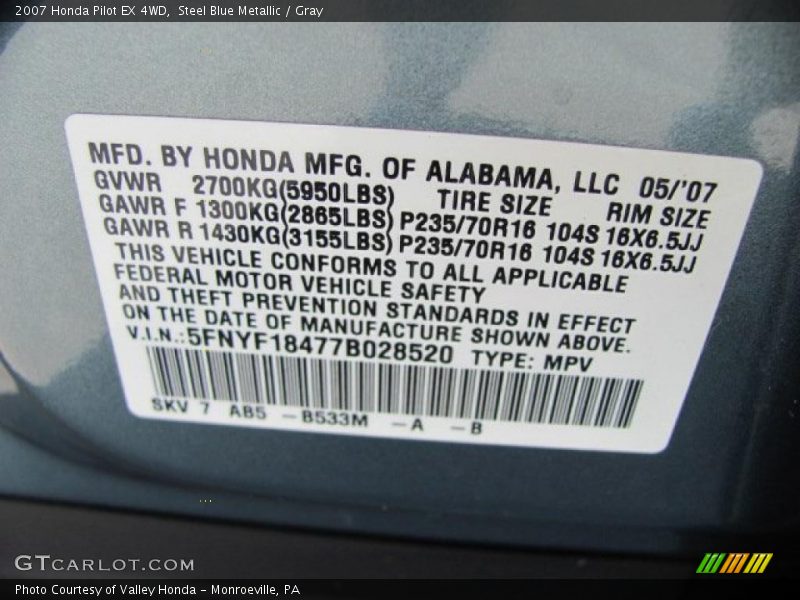 2007 Honda Pilot EX 4WD,  Steel Blue Metallic / Gray
MFD. BY HONDA MFG. OF ALABAMA, LLC 05/'07
GVWR 2700KG(5950LBS) TIRE SIZE RIM SIZE
GAWR F 1300KG(2865LBS) P235/70R16 104S 16X6.5JJ
GAWR R 1430KG(3155LBS) P235/70R16 104S 16X6.5JJ
THIS VEHICLE CONFORMS TO ALL APPLICABLE
FEDERAL MOTOR VEHICLE SAFETY
AND THEFT PREVENTION STANDARDS IN EFFECT
ON THE DATE OF MANUFACTURE SHOWN ABOVE.
V.I.N.:5FNYF18477B028520 TYPE: MPV
SKV 7 AB5 -B533M -A -B
GTCARLOT.COM
Photo Courtesy of Valley Honda - Monroeville, PA